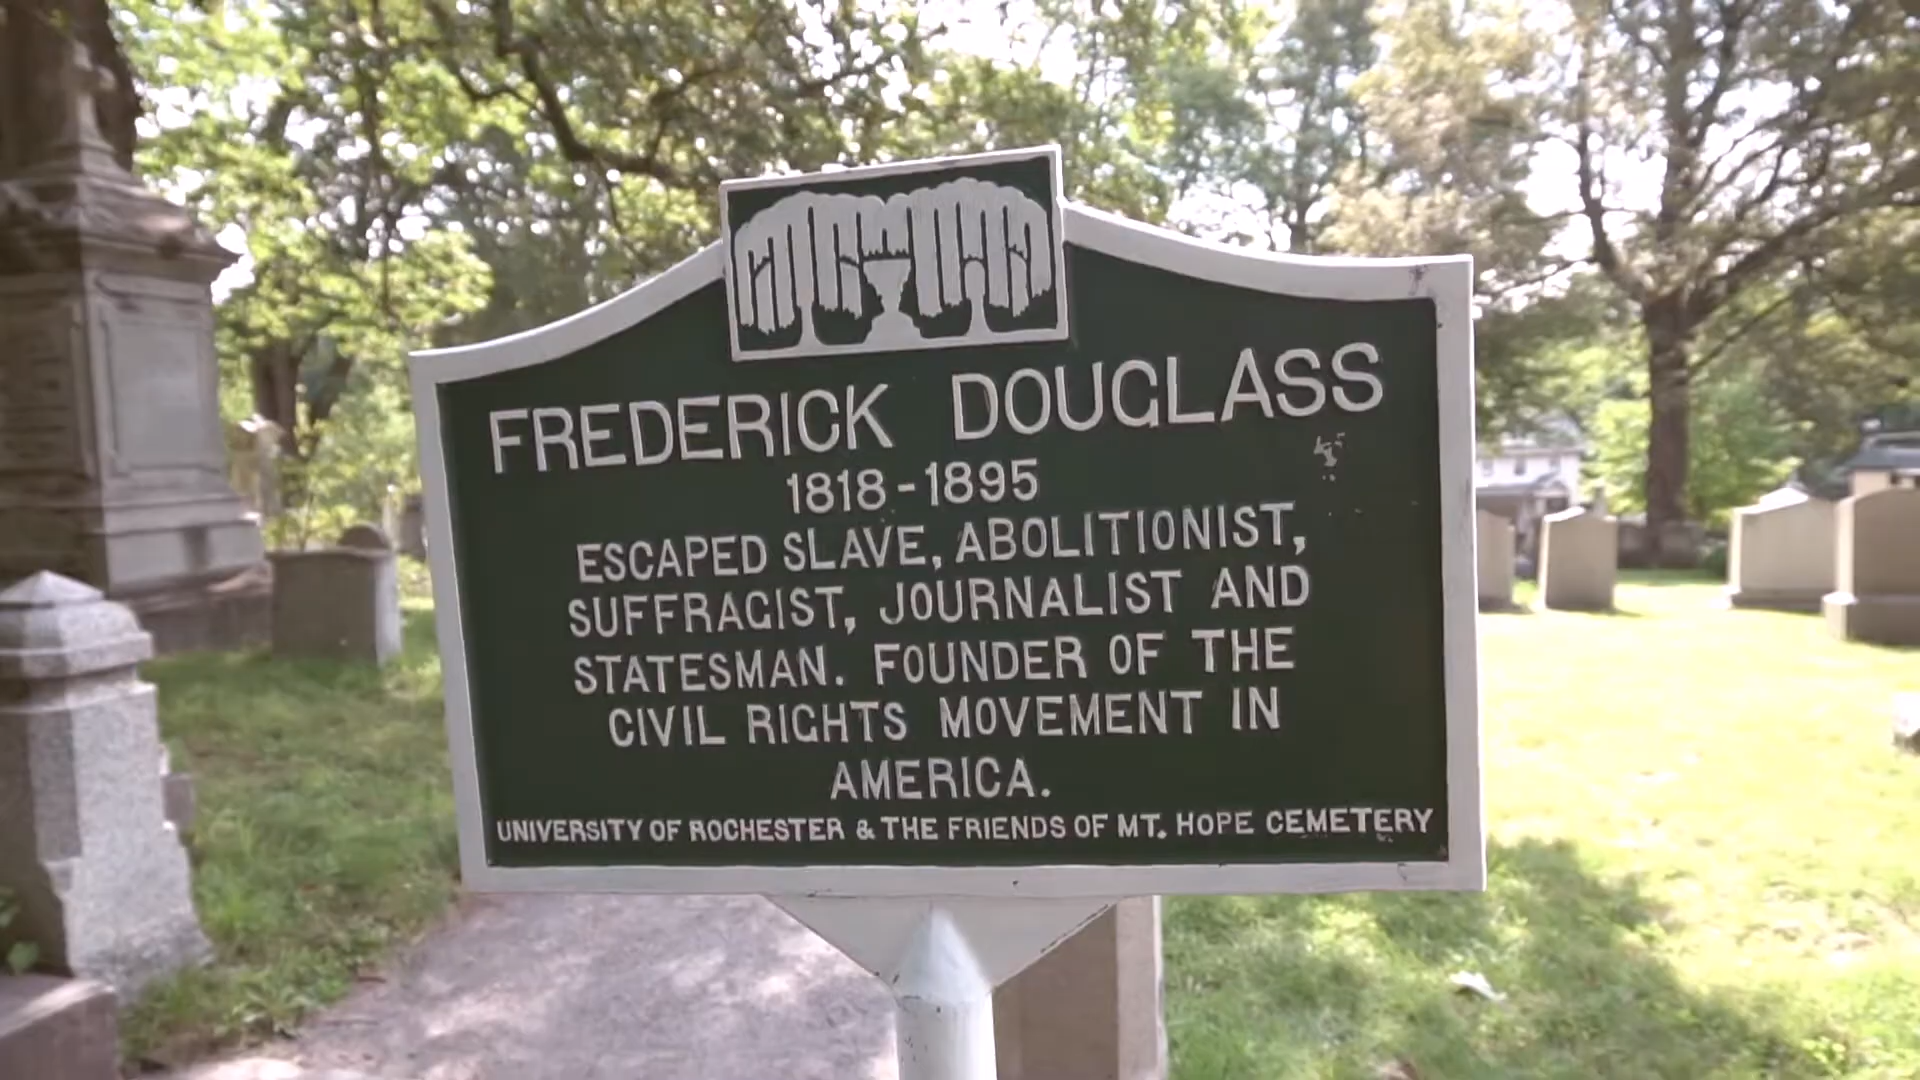 FREDERICK DOUGLASS
1818-1895
ESCAPED SLAVE, ABOLITIONIST,
SUFFRAGIST, JOURNALIST AND
STATESMAN. FOUNDER OF THE
CIVIL RIGHTS MOVEMENT IN
AMERICA.
UNIVERSITY OF ROCHESTER & THE FRIENDS OF MT. HOPE CEMETERY